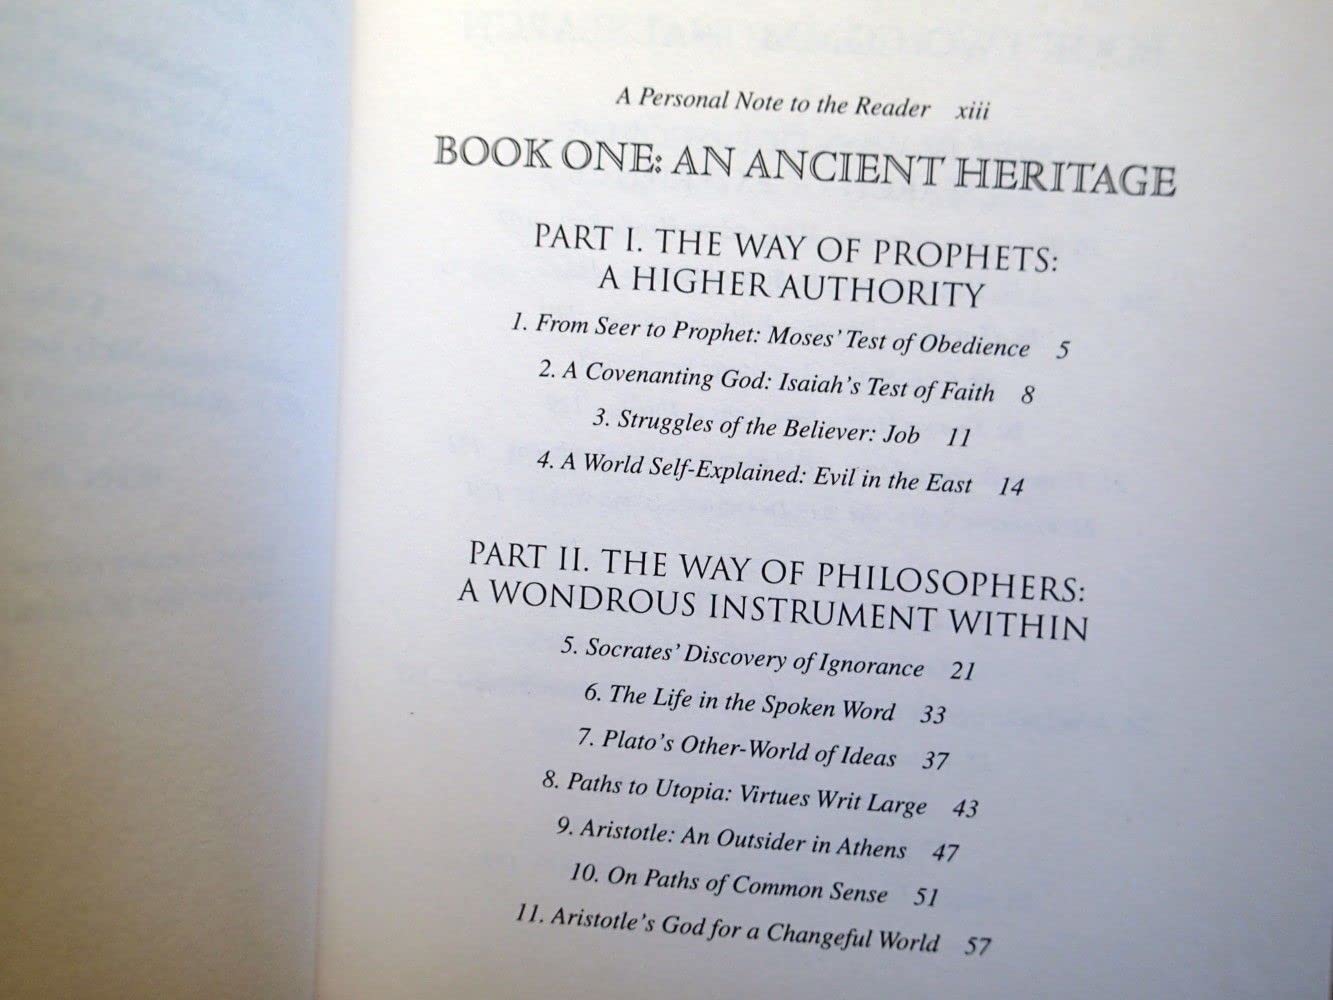 A Personal Note to the Reader xiii
BOOK ONE: AN ANCIENT HERITAGE
PART I. THE WAY OF PROPHETS:
A HIGHER AUTHORITY
1. From Seer to Prophet: Moses' Test of Obedience 5
2. A Covenanting God: Isaiah's Test of Faith 8
3. Struggles of the Believer: Job 11
4. A World Self-Explained: Evil in the East 14
PART II. THE WAY OF PHILOSOPHERS:
A WONDROUS INSTRUMENT WITHIN
5. Socrates' Discovery of Ignorance 21
6. The Life in the Spoken Word 33
7. Plato's Other-World of Ideas 37
8. Paths to Utopia: Virtues Writ Large 43
9. Aristotle: An Outsider in Athens 47
10. On Paths of Common Sense 51
11. Aristotle's God for a Changeful World 57